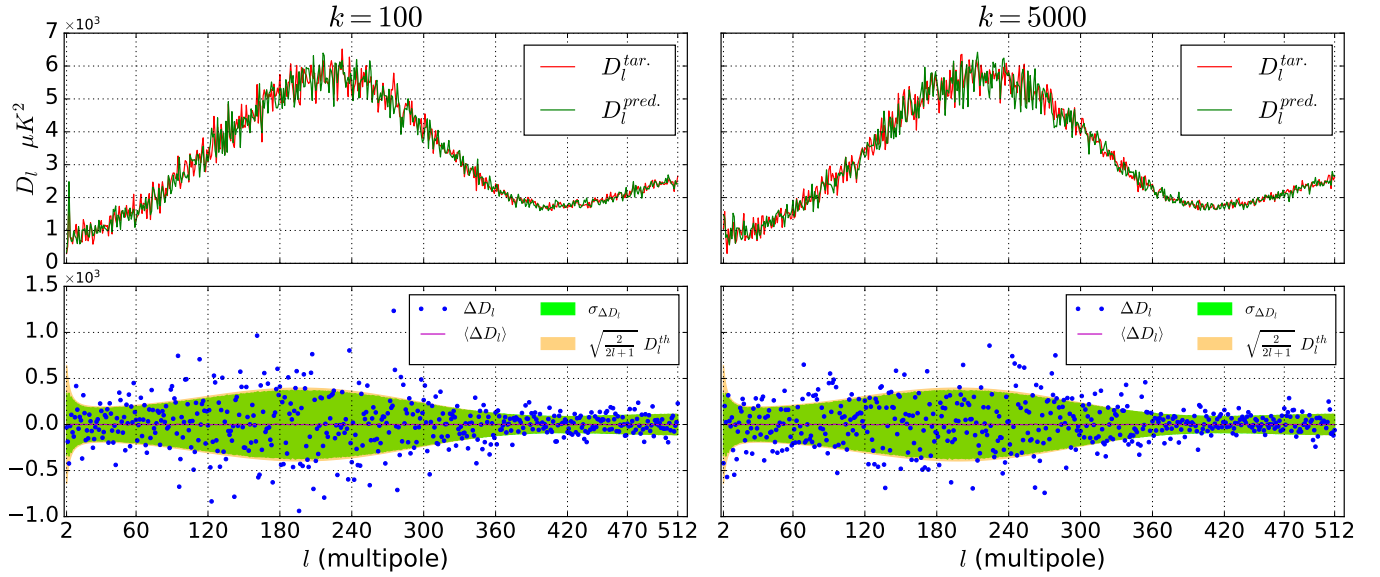 k = 100
k = 5000
×10³
7
6
5
4
3
2
1
0
D_l μK²
D_l^{tar.}
D_l^{pred.}
D_l^{tar.}
D_l^{pred.}
×10³
1.5
1.0
0.5
0.0
−0.5
−1.0
ΔD_l σ_{ΔD_l}
⟨ΔD_l⟩ √(2/(2l+1)) D_l^{th}
ΔD_l σ_{ΔD_l}
⟨ΔD_l⟩ √(2/(2l+1)) D_l^{th}
2 60 120 180 240 300 360 420 470 512
2 60 120 180 240 300 360 420 470 512
l (multipole)
l (multipole)